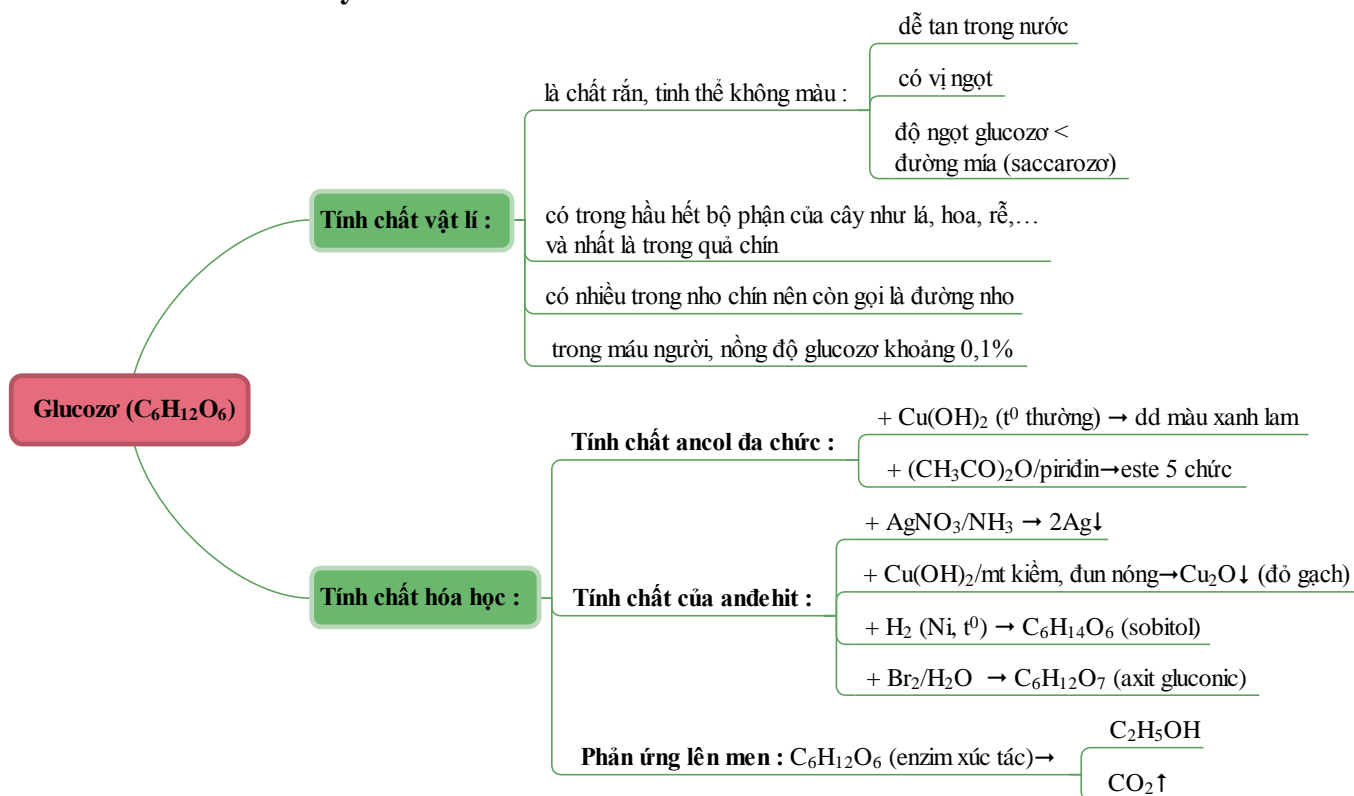 dễ tan trong nước
là chất rắn, tinh thể không màu :
có vị ngọt
độ ngọt glucozơ <
đường mía (saccarozơ)
Tính chất vật lí :
có trong hầu hết bộ phận của cây như lá, hoa, rễ,…
và nhất là trong quả chín
có nhiều trong nho chín nên còn gọi là đường nho
trong máu người, nồng độ glucozơ khoảng 0,1%
Glucozơ (C₆H₁₂O₆)
Tính chất hóa học :
Tính chất ancol đa chức :
+ Cu(OH)₂ (t⁰ thường) → dd màu xanh lam
+ (CH₃CO)₂O/piriđin→este 5 chức
Tính chất của anđehit :
+ AgNO₃/NH₃ → 2Ag↓
+ Cu(OH)₂/mt kiềm, đun nóng→Cu₂O↓ (đỏ gạch)
+ H₂ (Ni, t⁰) → C₆H₁₄O₆ (sobitol)
+ Br₂/H₂O → C₆H₁₂O₇ (axit gluconic)
Phản ứng lên men : C₆H₁₂O₆ (enzim xúc tác)→
C₂H₅OH
CO₂↑